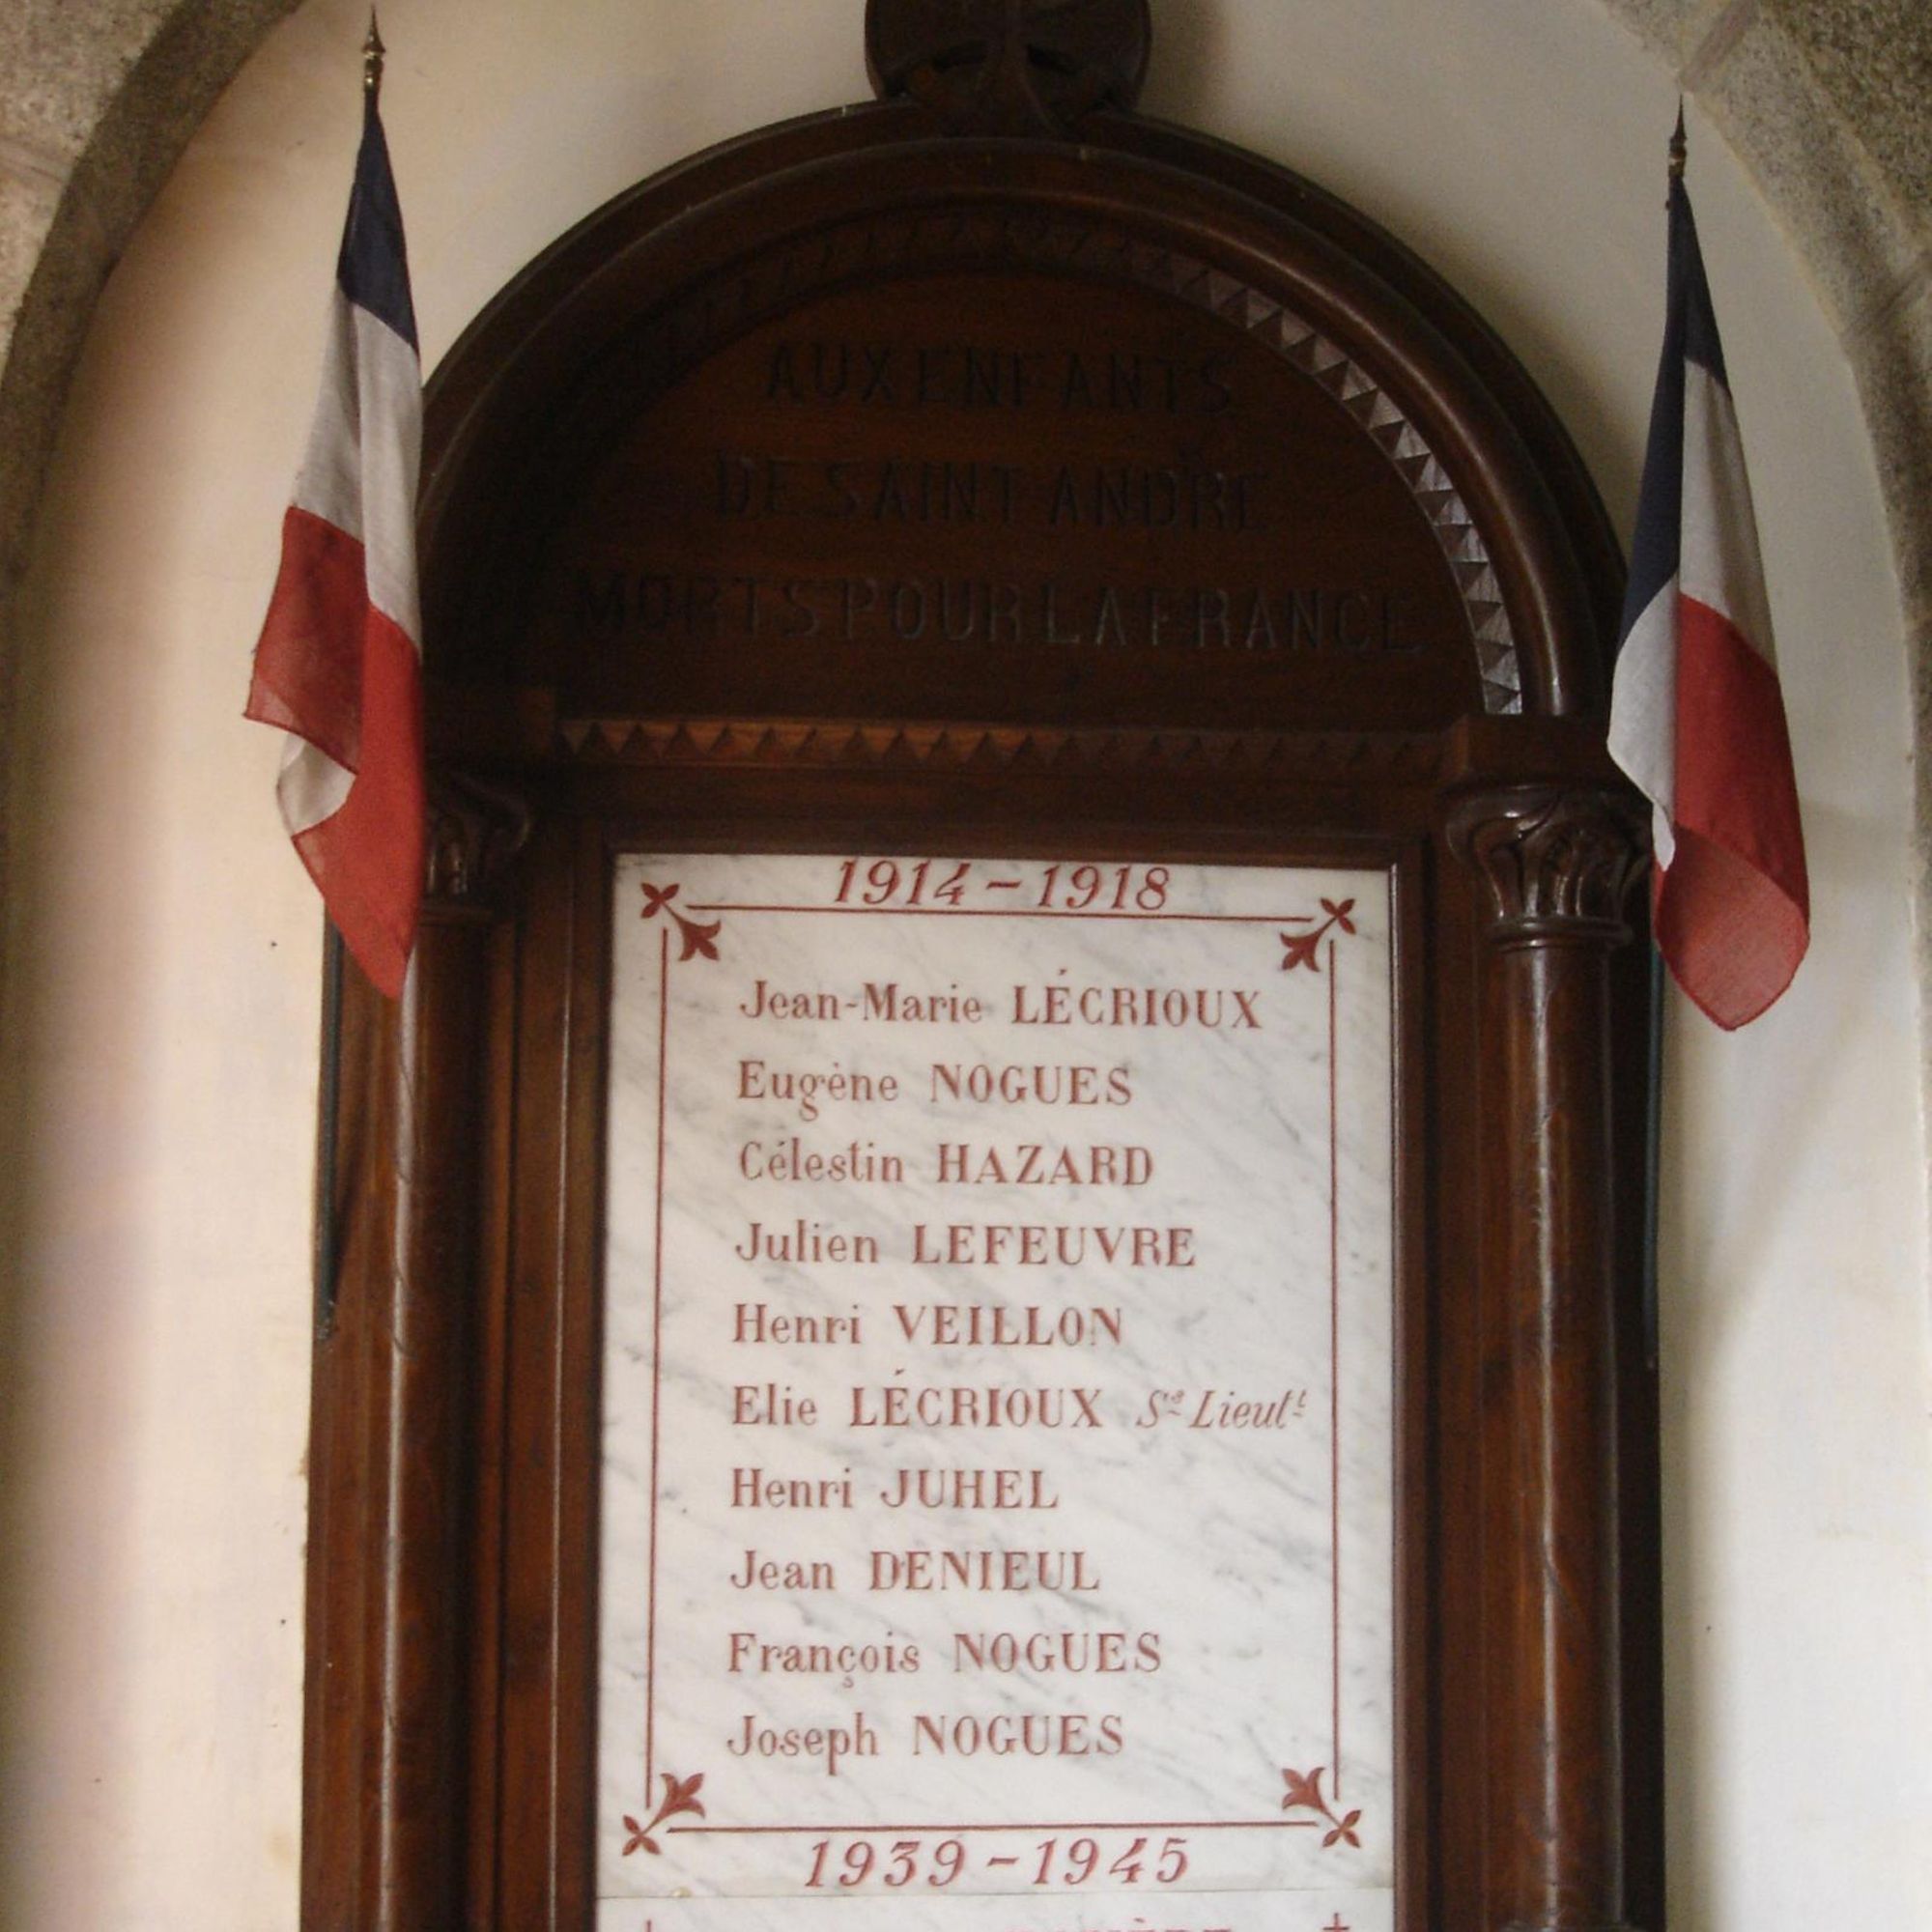 AUX ENFANTS
DE SAINT ANDRÉ
MORTS POUR LA FRANCE
1914-1918
Jean-Marie LÉCRIOUX
Eugène NOGUES
Célestin HAZARD
Julien LEFEUVRE
Henri VEILLON
Elie LÉCRIOUX Ss Lieutt
Henri JUHEL
Jean DENIEUL
François NOGUES
Joseph NOGUES
1939-1945